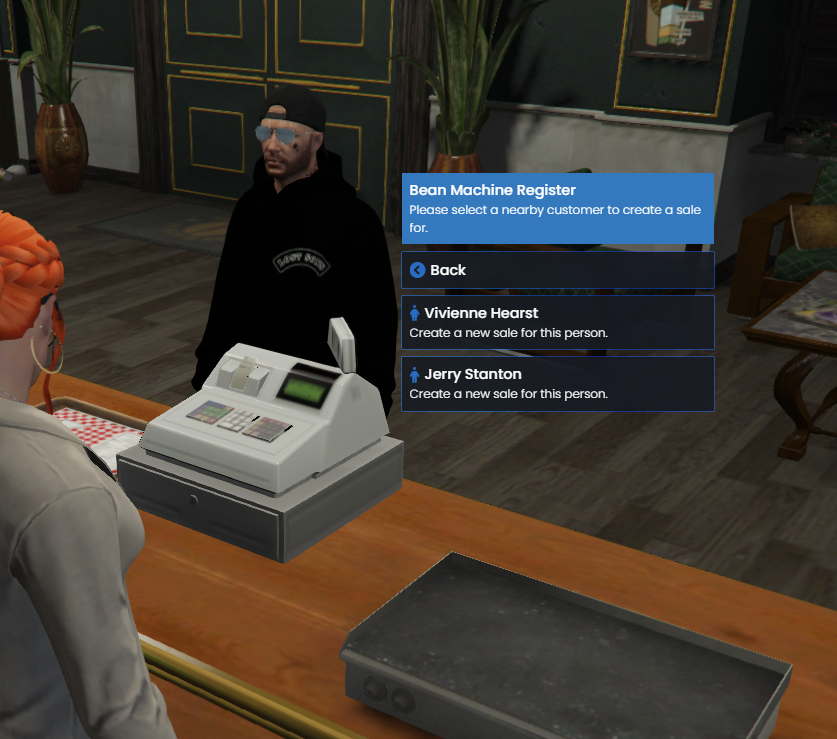 Bean Machine Register
Please select a nearby customer to create a sale
for.
Back
Vivienne Hearst
Create a new sale for this person.
Jerry Stanton
Create a new sale for this person.